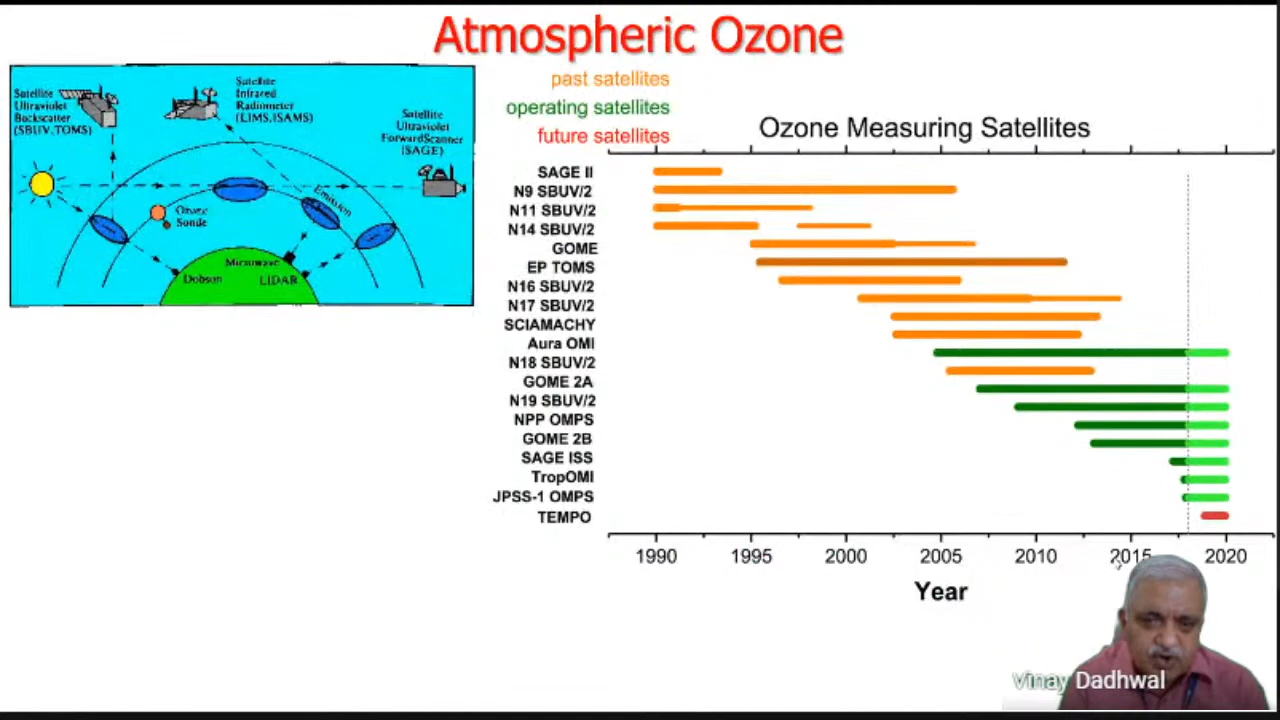 Atmospheric Ozone
Satellite
Ultraviolet
Backscatter
(SBUV,TOMS)
Satellite
Infrared
Radiometer
(LIMS,ISAMS)
Satellite
Ultraviolet
ForwardScanner
(SAGE)
Ozone
Sonde
Emission
Microwave
Dobson
LIDAR
past satellites
operating satellites
future satellites
Ozone Measuring Satellites
SAGE II
N9 SBUV/2
N11 SBUV/2
N14 SBUV/2
GOME
EP TOMS
N16 SBUV/2
N17 SBUV/2
SCIAMACHY
Aura OMI
N18 SBUV/2
GOME 2A
N19 SBUV/2
NPP OMPS
GOME 2B
SAGE ISS
TropOMI
JPSS-1 OMPS
TEMPO
1990 1995 2000 2005 2010 2015 2020
Year
Vinay Dadhwal